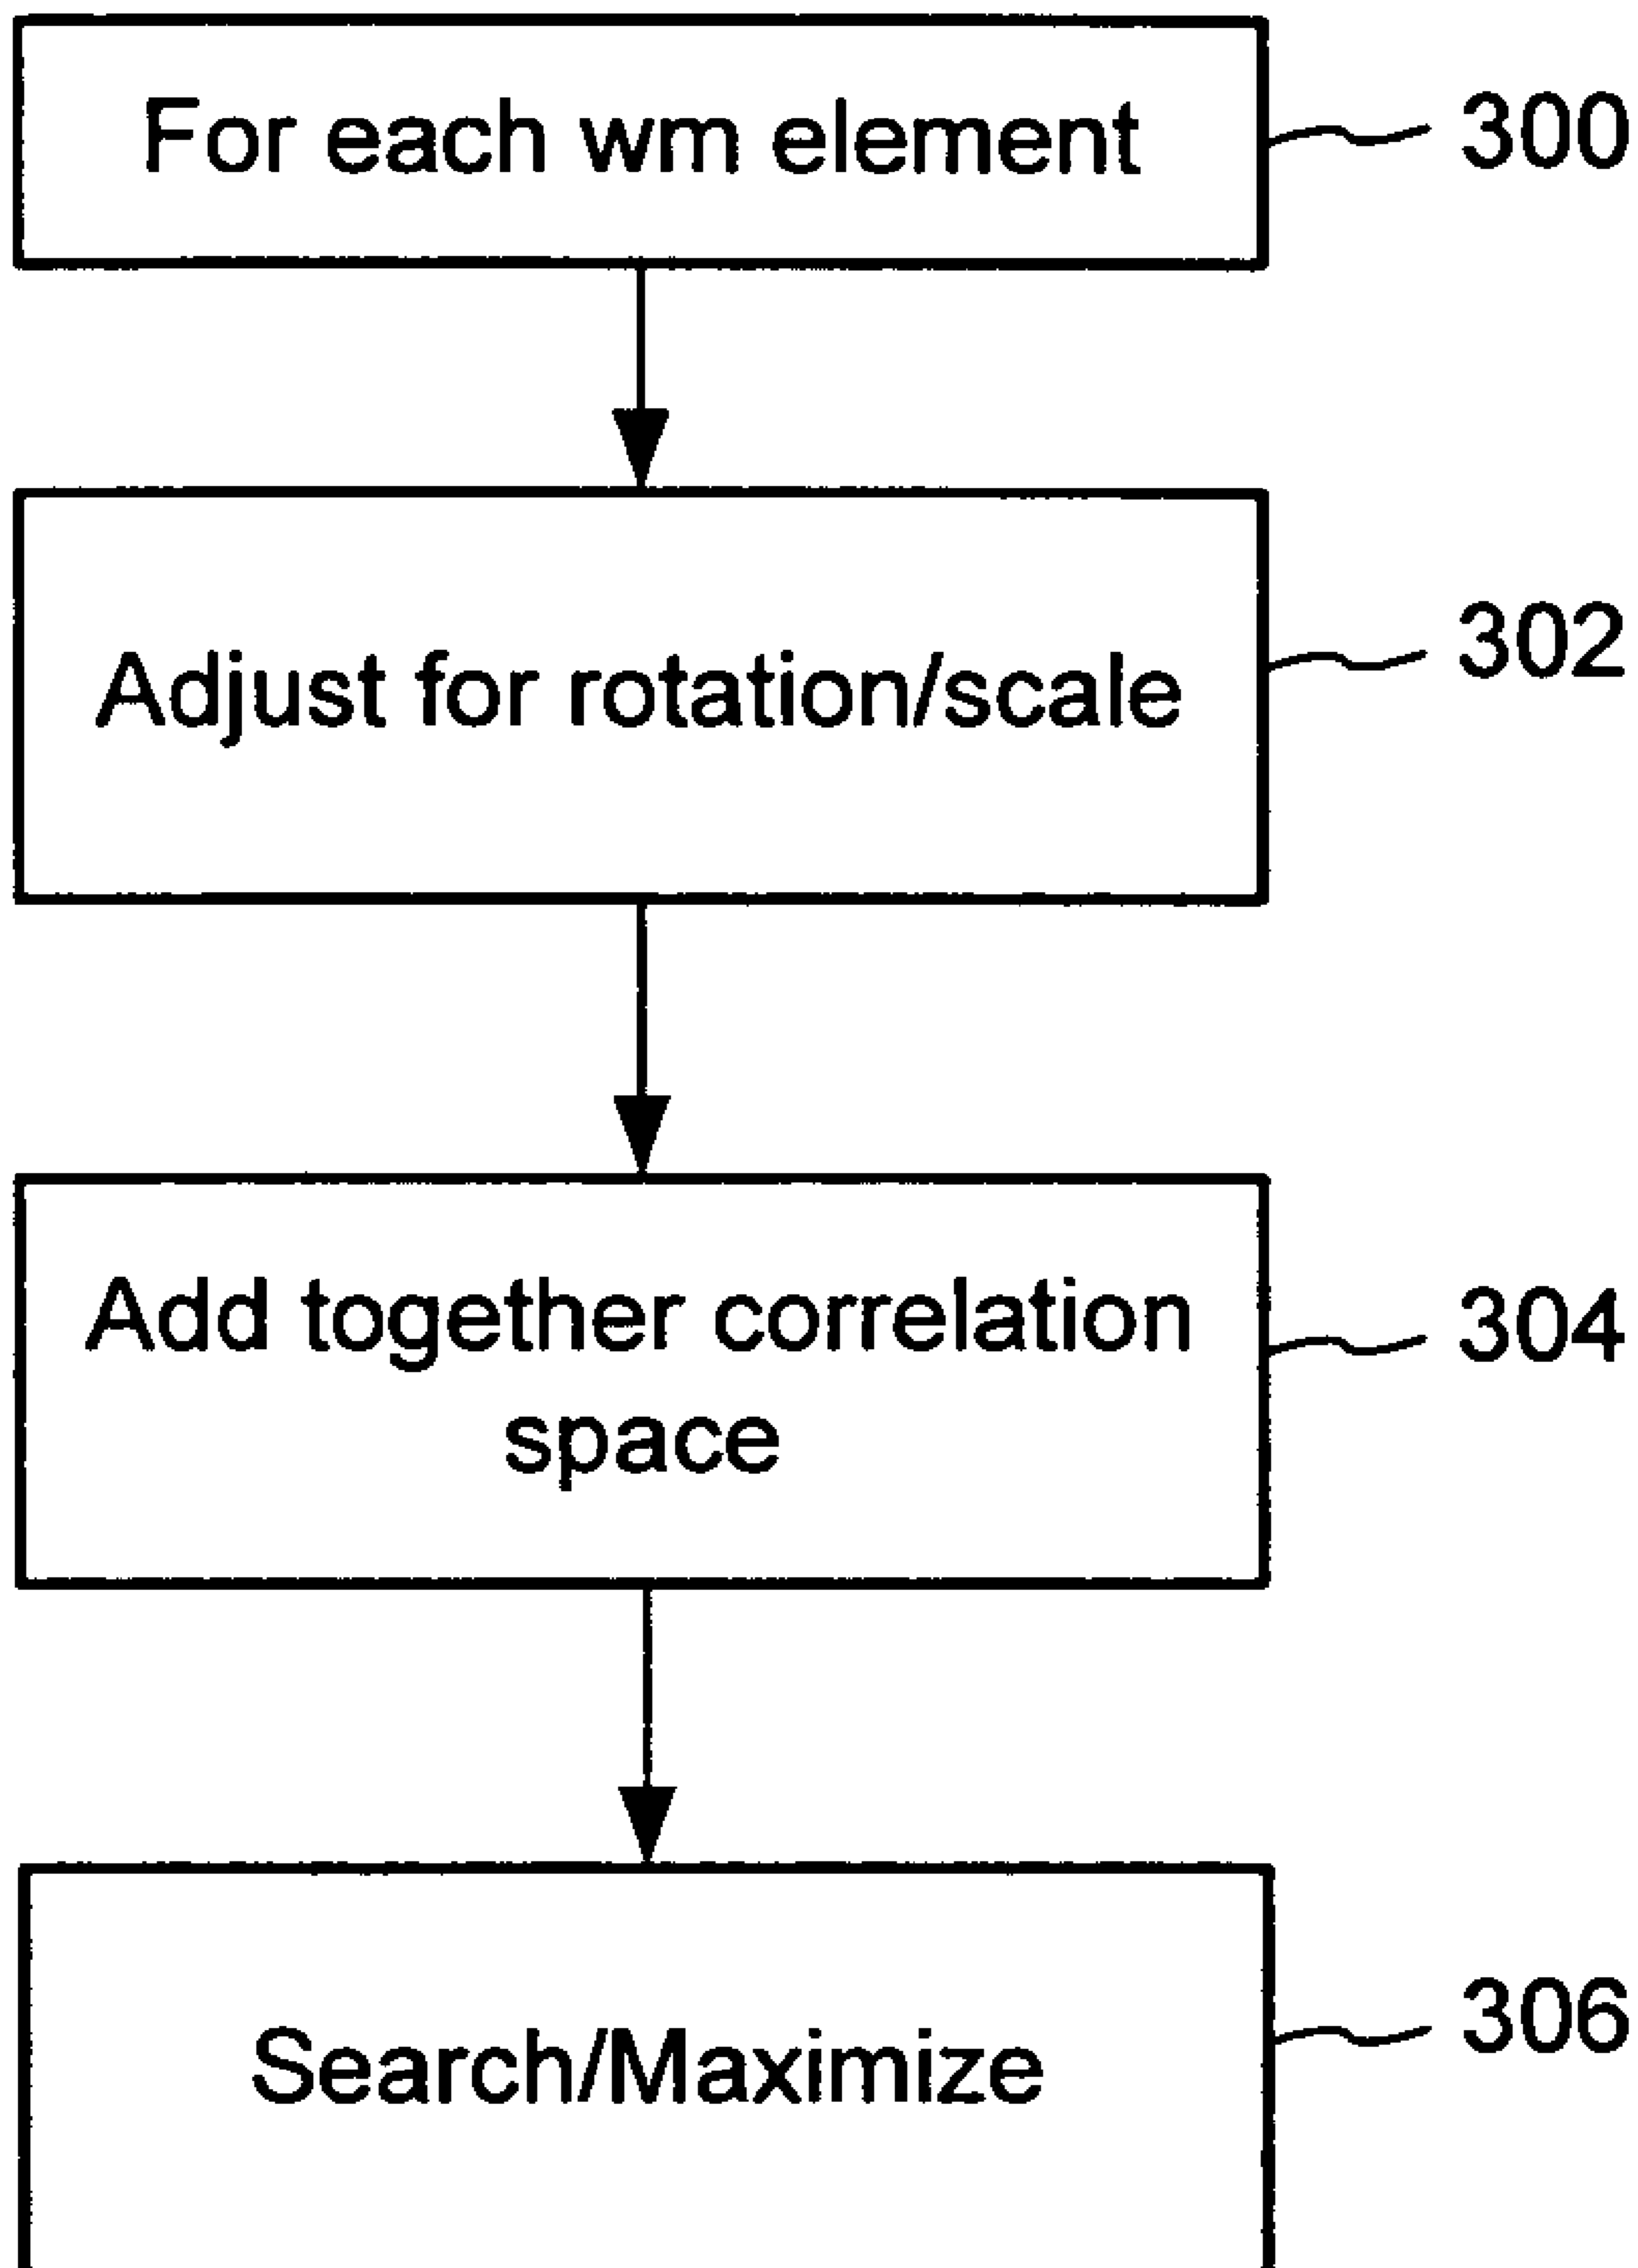 For each wm element
300
Adjust for rotation/scale
302
Add together correlation
space
304
Search/Maximize
306